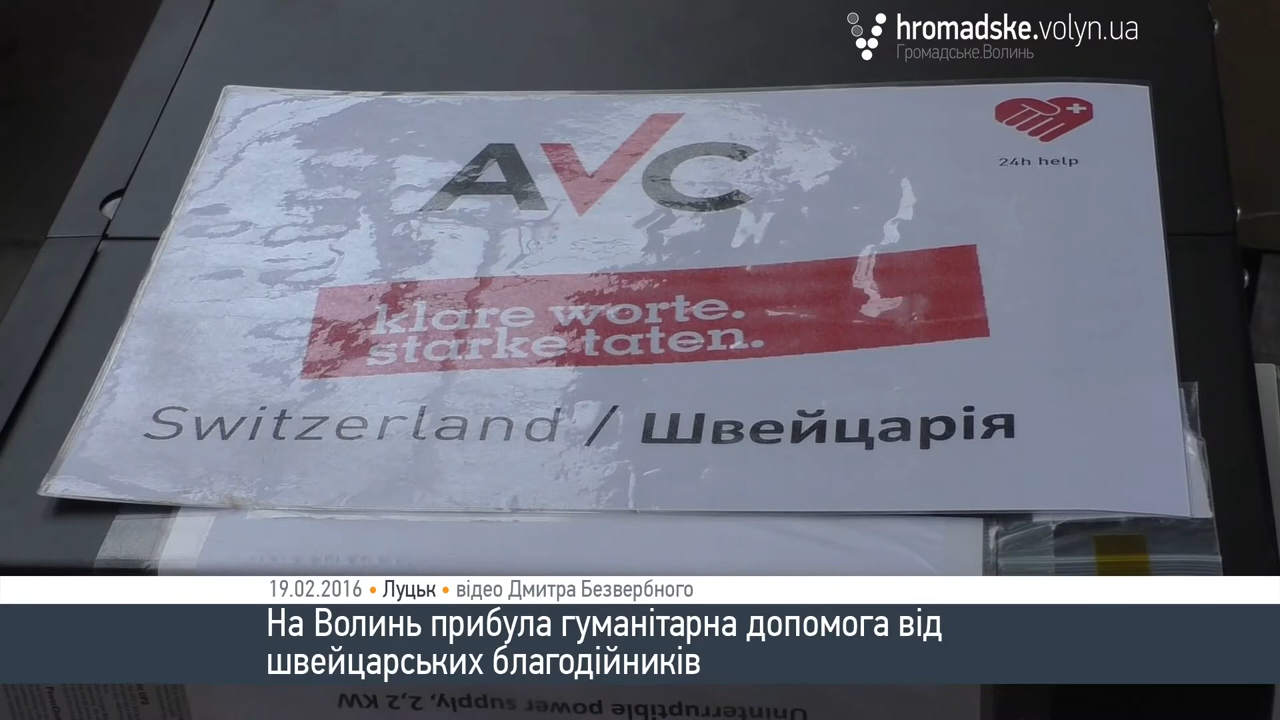 hromadske.volyn.ua
Громадське.Волинь
AVC
24h help
klare worte.
starke taten.
Switzerland / Швейцарія
19.02.2016 • Луцьк • відео Дмитра Безвербного
На Волинь прибула гуманітарна допомога від
швейцарських благодійників
Uninterruptible power supply, 2,2 KW